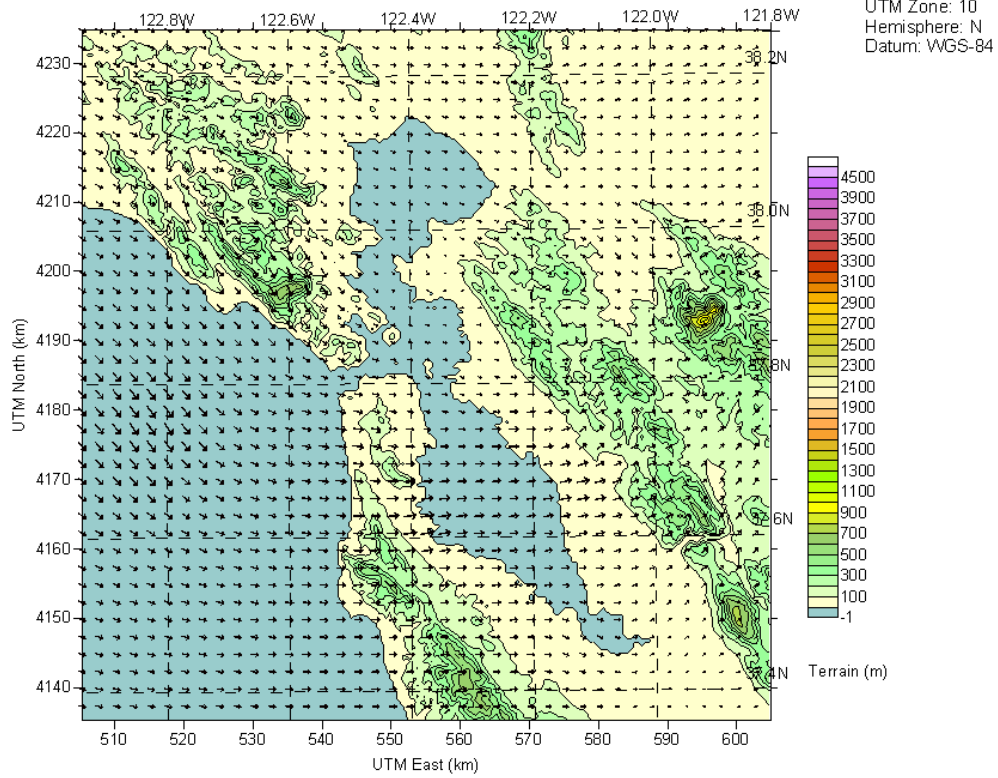 122.8W 122.6W 122.4W 122.2W 122.0W 121.8W
UTM Zone: 10
Hemisphere: N
Datum: WGS-84
38.2N
38.0N
37.8N
37.6N
37.4N
UTM North (km)
4230
4220
4210
4200
4190
4180
4170
4160
4150
4140
510 520 530 540 550 560 570 580 590 600
UTM East (km)
4500
3900
3700
3500
3300
3100
2900
2700
2500
2300
2100
1900
1700
1500
1300
1100
900
700
500
300
100
-1
Terrain (m)